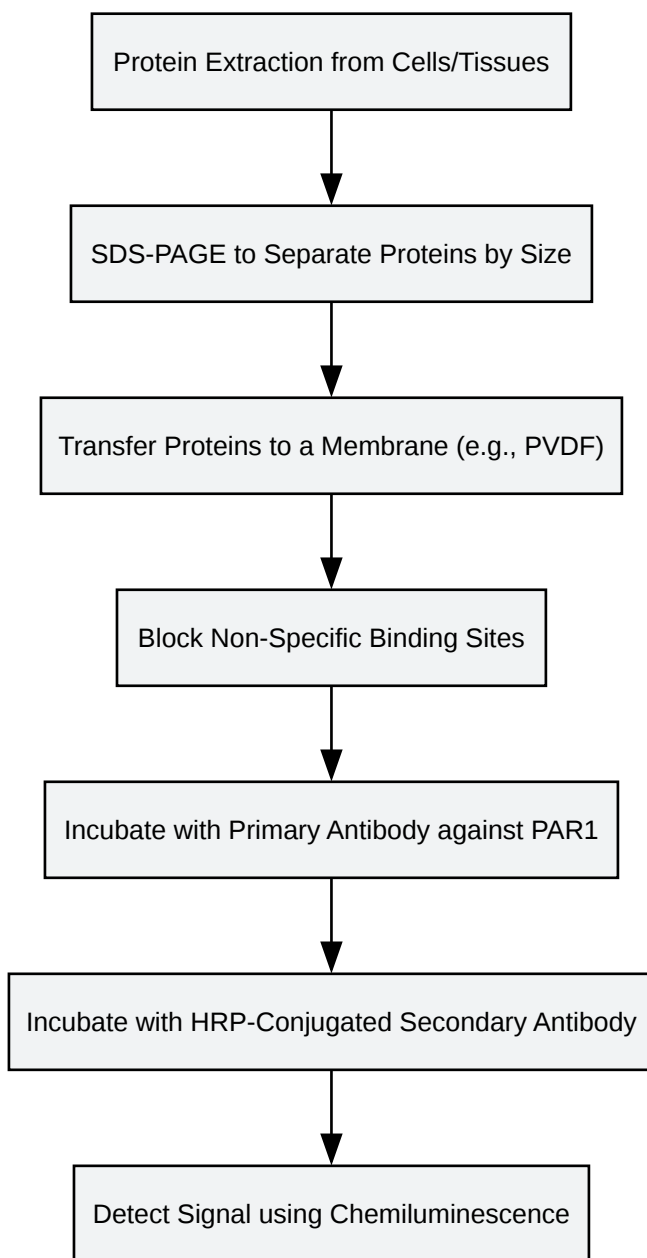 Protein Extraction from Cells/Tissues
SDS-PAGE to Separate Proteins by Size
Transfer Proteins to a Membrane (e.g., PVDF)
Block Non-Specific Binding Sites
Incubate with Primary Antibody against PAR1
Incubate with HRP-Conjugated Secondary Antibody
Detect Signal using Chemiluminescence